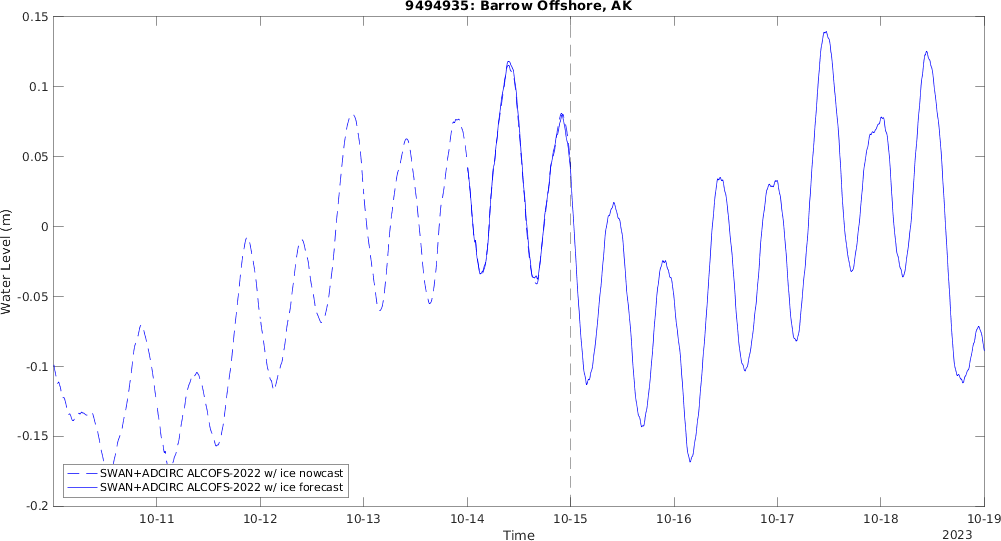 9494935: Barrow Offshore, AK
0.15
0.1
0.05
0
-0.05
-0.1
-0.15
-0.2
Water Level (m)
SWAN+ADCIRC ALCOFS-2022 w/ ice nowcast
SWAN+ADCIRC ALCOFS-2022 w/ ice forecast
10-11 10-12 10-13 10-14 10-15 10-16 10-17 10-18 10-19
Time
2023